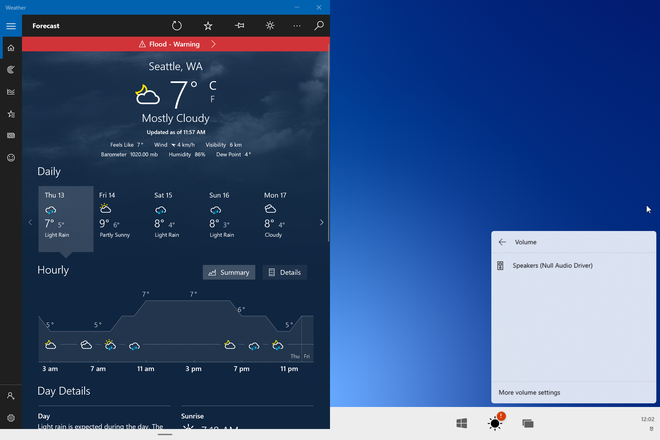 Weather
Forecast
Flood - Warning
Seattle, WA
7°
C
F
Mostly Cloudy
Updated as of 11:57 AM
Feels Like 7° Wind 4 km/h Visibility 6 km
Barometer 1020.00 mb Humidity 86% Dew Point 4°
Daily
Thu 13 Fri 14 Sat 15 Sun 16 Mon 17
7° 5° 9° 6° 8° 4° 8° 3° 8° 4°
Light Rain Partly Sunny Light Rain Light Rain Cloudy
Hourly
Summary Details
5° 5° 7° 7° 6° 5°
Thu Fri
3 am 7 am 11 am 3 pm 7 pm 11 pm
Day Details
Day Sunrise
Light rain is expected during the day. The
Volume
Speakers (Null Audio Driver)
More volume settings
12:02